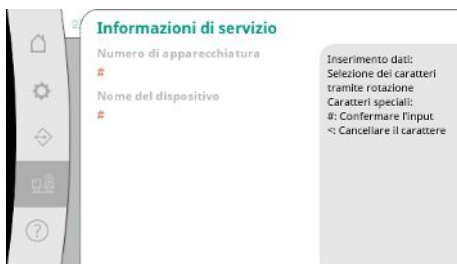 Informazioni di servizio
Numero di apparecchiatura
#
Nome del dispositivo
#
Inserimento dati:
Selezione dei caratteri
tramite rotazione
Caratteri speciali:
#: Confermare l'input
<: Cancellare il carattere
?